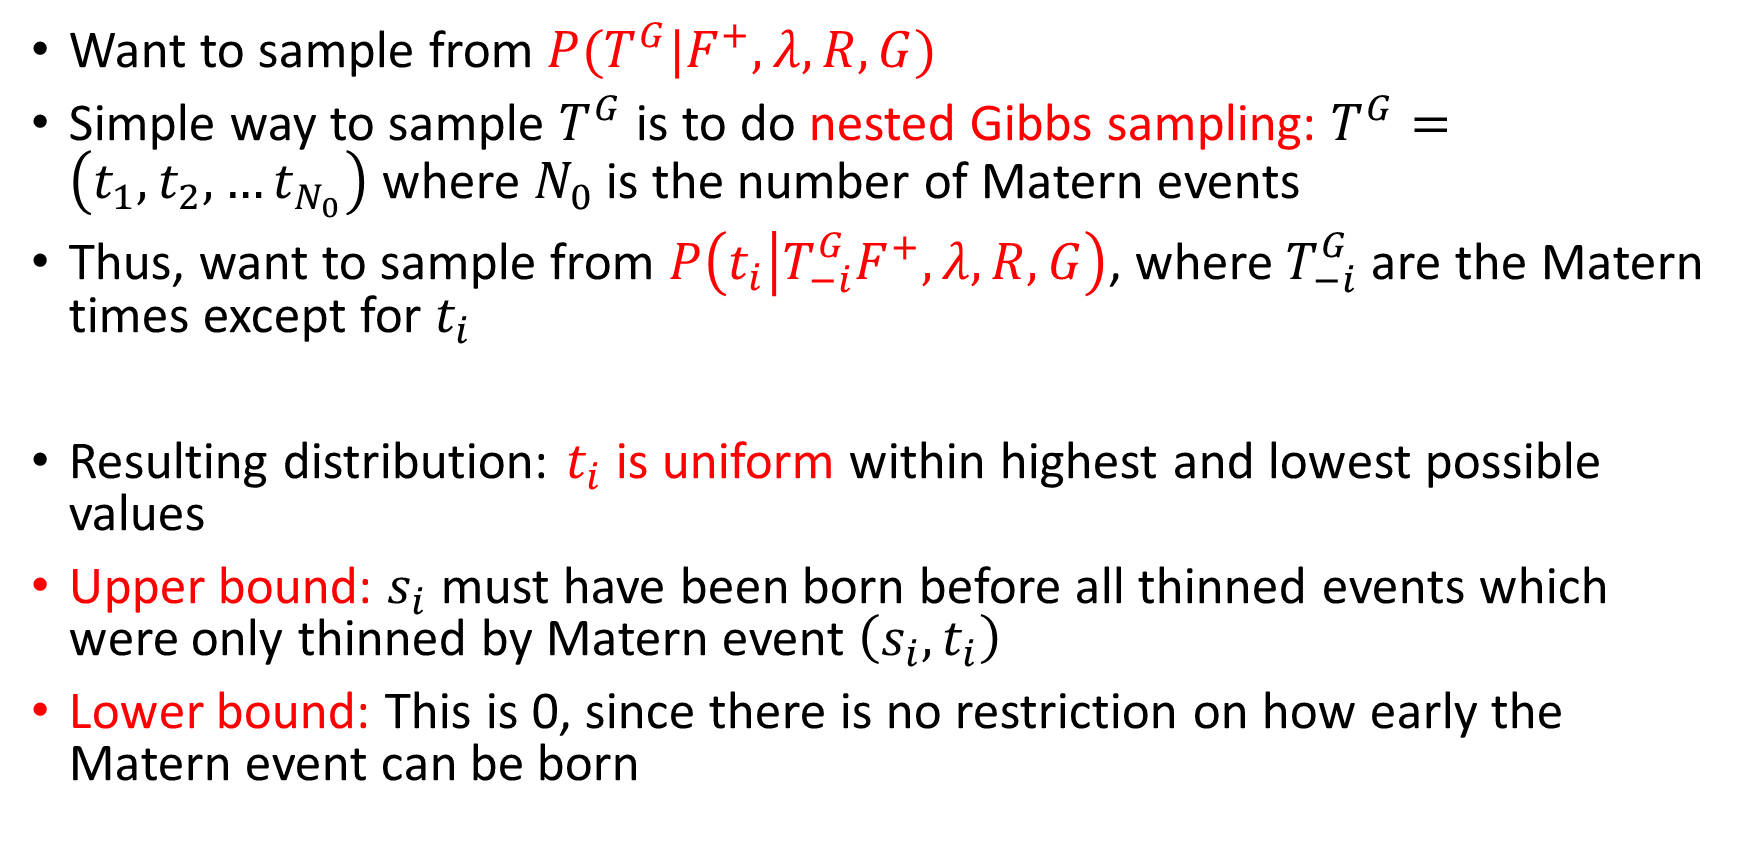 • Want to sample from P(T^G|F^+, λ, R, G)
• Simple way to sample T^G is to do nested Gibbs sampling: T^G =
(t_1, t_2, … t_{N_0}) where N_0 is the number of Matern events
• Thus, want to sample from P(t_i|T_{−i}^G F^+, λ, R, G), where T_{−i}^G are the Matern
times except for t_i
• Resulting distribution: t_i is uniform within highest and lowest possible
values
• Upper bound: s_i must have been born before all thinned events which
were only thinned by Matern event (s_i, t_i)
• Lower bound: This is 0, since there is no restriction on how early the
Matern event can be born